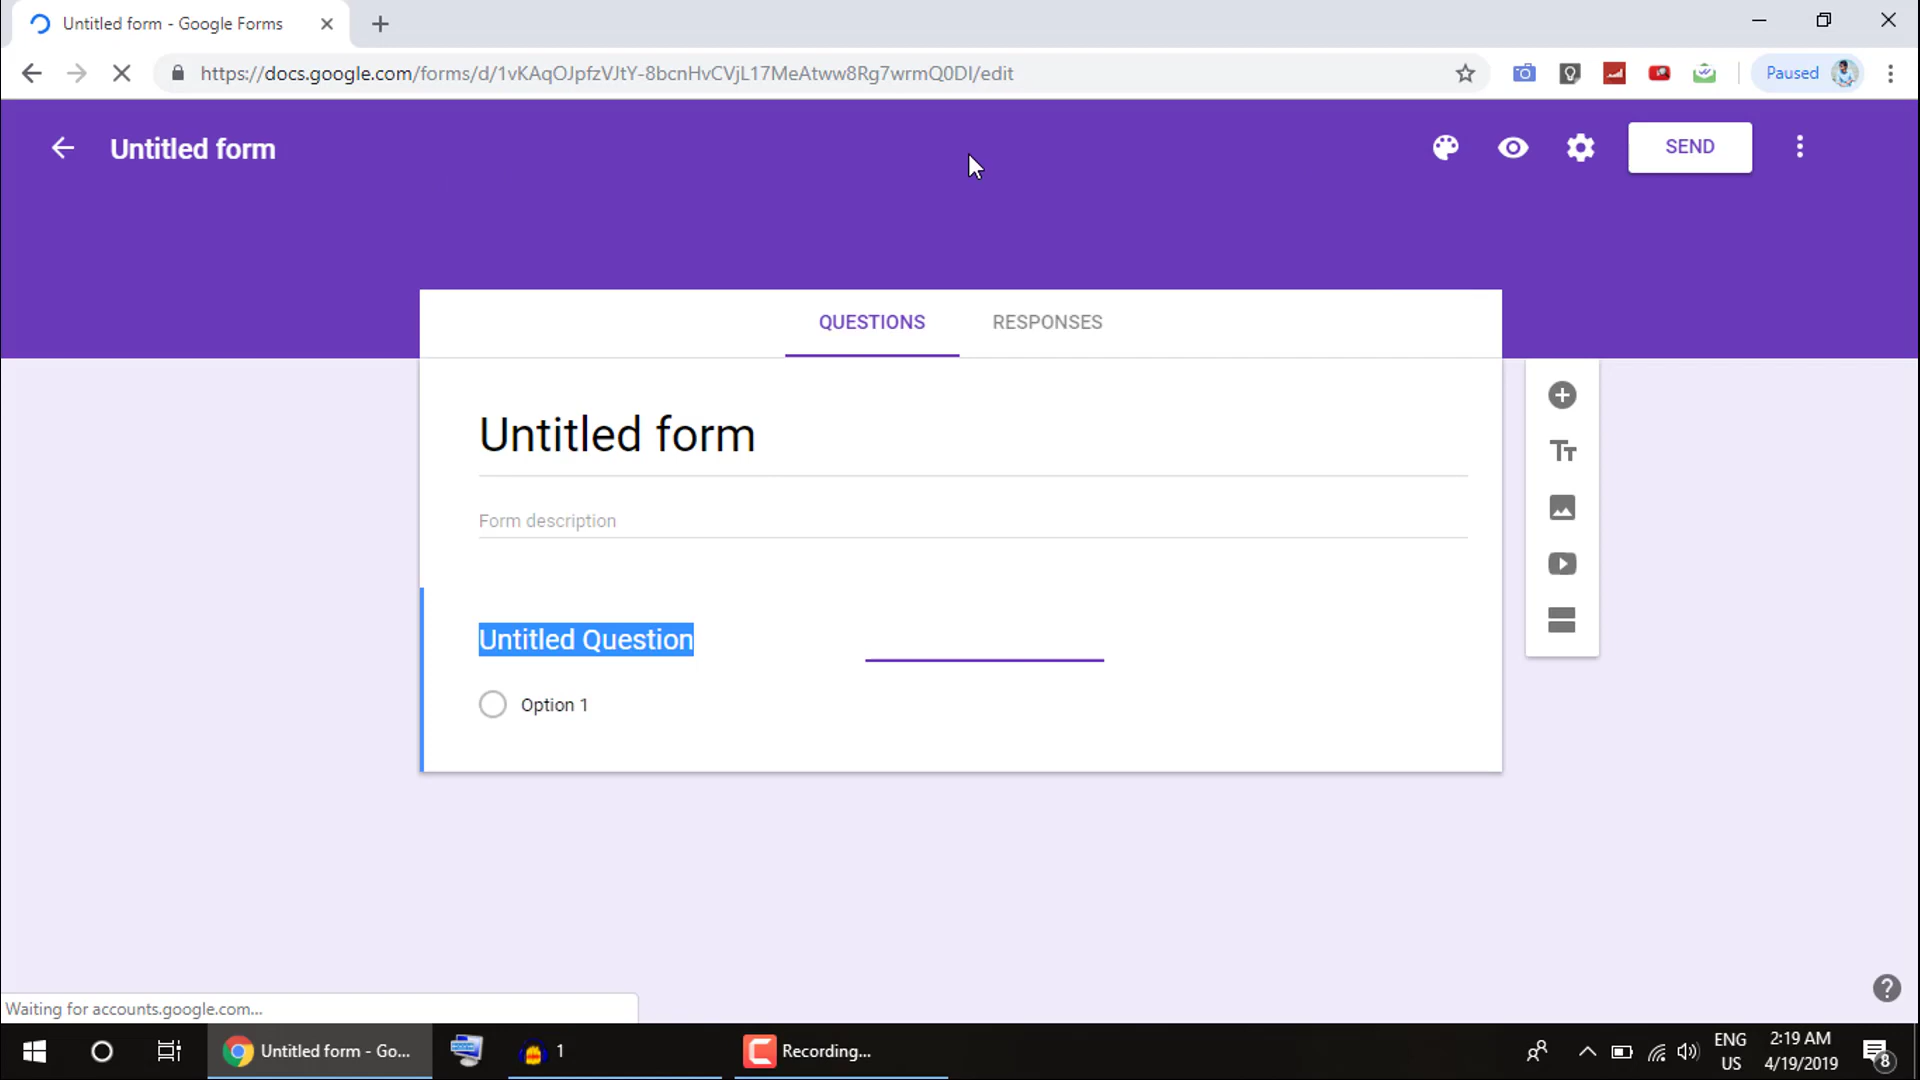 Untitled form - Google Forms
https://docs.google.com/forms/d/1vKAqOJpfzVJtY-8bcnHvCVjL17MeAtww8Rg7wrmQ0DI/edit
Paused
Untitled form
SEND
QUESTIONS
RESPONSES
Untitled form
Form description
Untitled Question
Option 1
Waiting for accounts.google.com...
Untitled form - Go...
1
Recording...
ENG
US
2:19 AM
4/19/2019
8